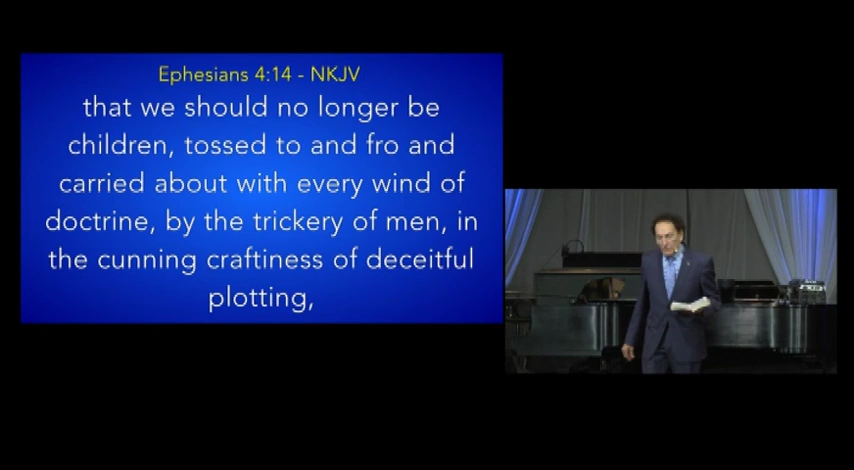 Ephesians 4:14 - NKJV
that we should no longer be
children, tossed to and fro and
carried about with every wind of
doctrine, by the trickery of men, in
the cunning craftiness of deceitful
plotting,